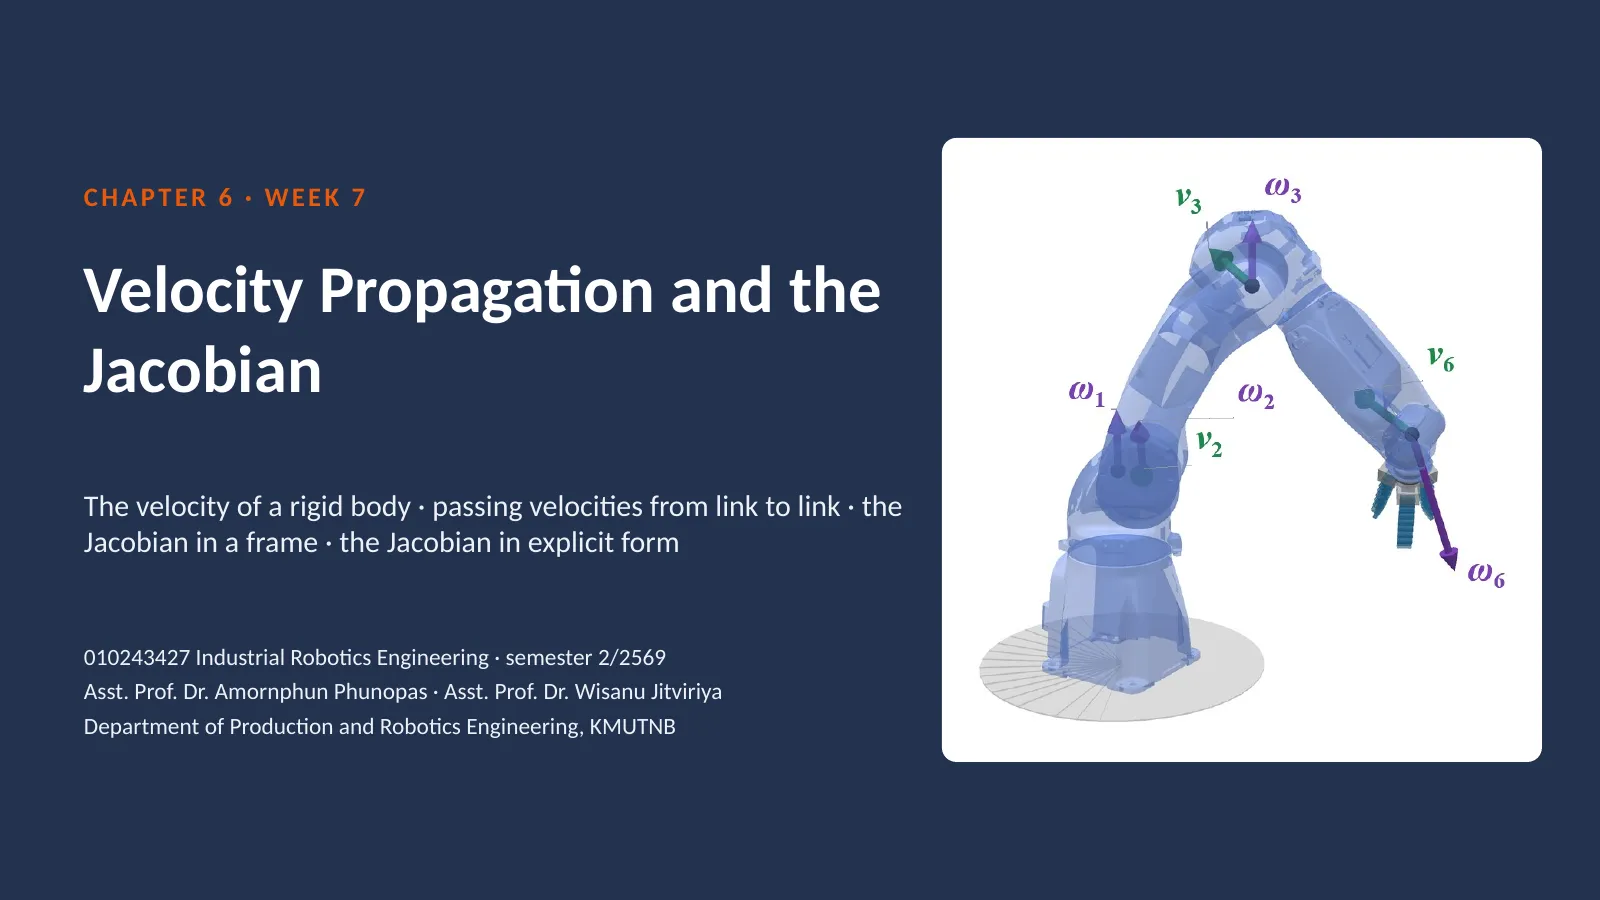 CHAPTER 6 · WEEK 7
Velocity Propagation and the
Jacobian
The velocity of a rigid body · passing velocities from link to link · the
Jacobian in a frame · the Jacobian in explicit form
010243427 Industrial Robotics Engineering · semester 2/2569
Asst. Prof. Dr. Amornphun Phunopas · Asst. Prof. Dr. Wisanu Jitviriya
Department of Production and Robotics Engineering, KMUTNB
v₃
ω₃
v₆
ω₁
ω₂
v₂
ω₆